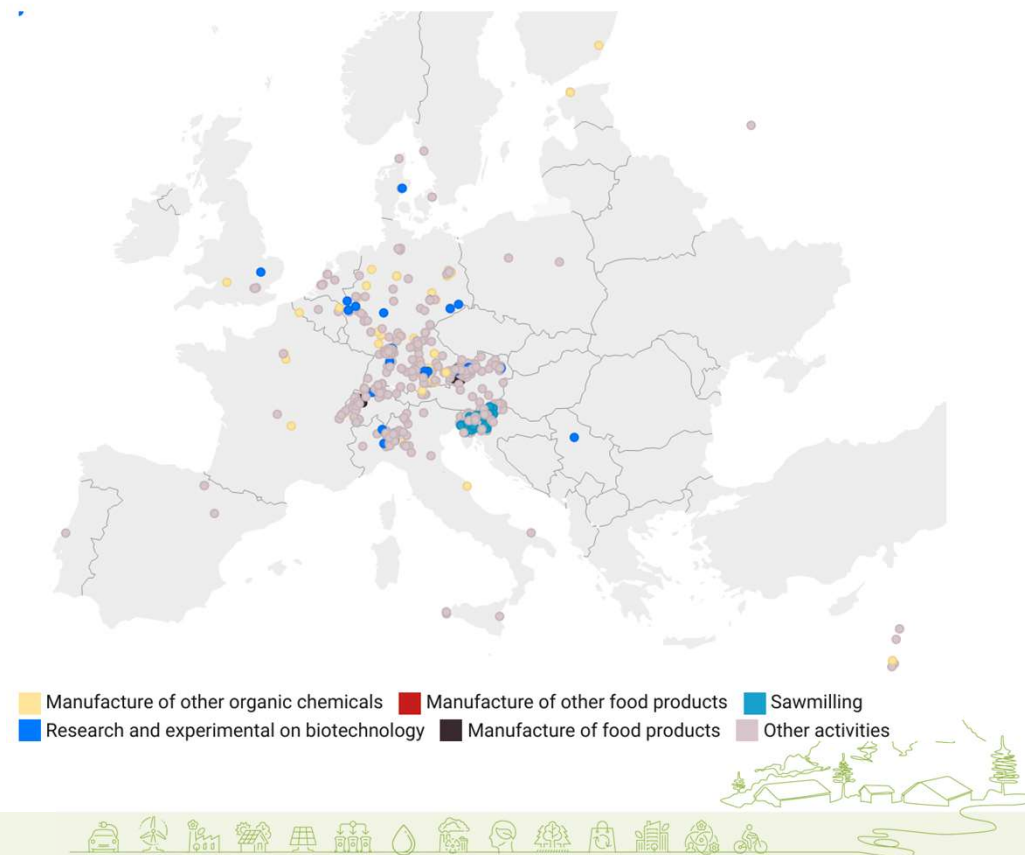 Manufacture of other organic chemicals Manufacture of other food products Sawmilling
Research and experimental on biotechnology Manufacture of food products Other activities